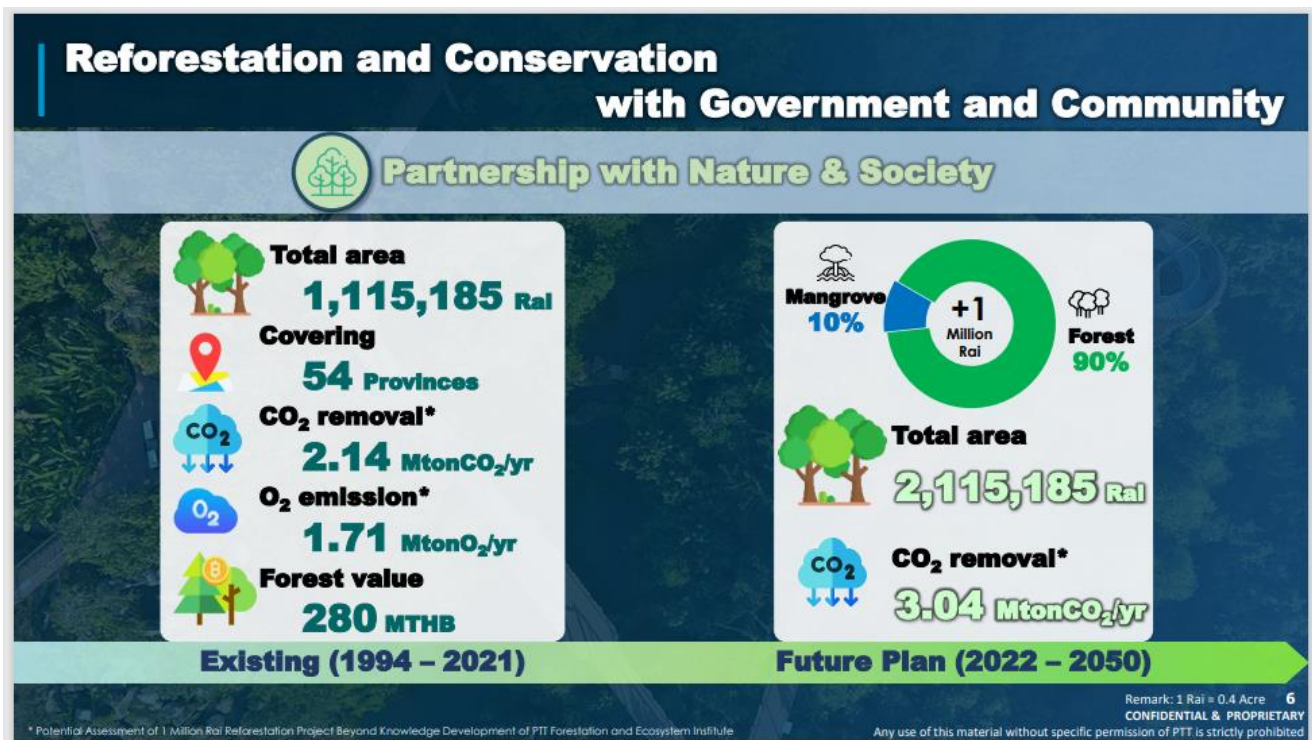 Reforestation and Conservation
with Government and Community
Partnership with Nature & Society
Total area
1,115,185 Rai
Covering
54 Provinces
CO₂
CO₂ removal*
2.14 MtonCO₂/yr
O₂
O₂ emission*
1.71 MtonO₂/yr
Forest value
280 MTHB
Existing (1994 – 2021)
Mangrove
10%
+1
Million
Rai
Forest
90%
Total area
2,115,185 Rai
CO₂
CO₂ removal*
3.04 MtonCO₂/yr
Future Plan (2022 – 2050)
Remark: 1 Rai = 0.4 Acre 6
CONFIDENTIAL & PROPRIETARY
* Potential Assessment of 1 Million Rai Reforestation Project Beyond Knowledge Development of PTT Forestation and Ecosystem Institute
Any use of this material without specific permission of PTT is strictly prohibited